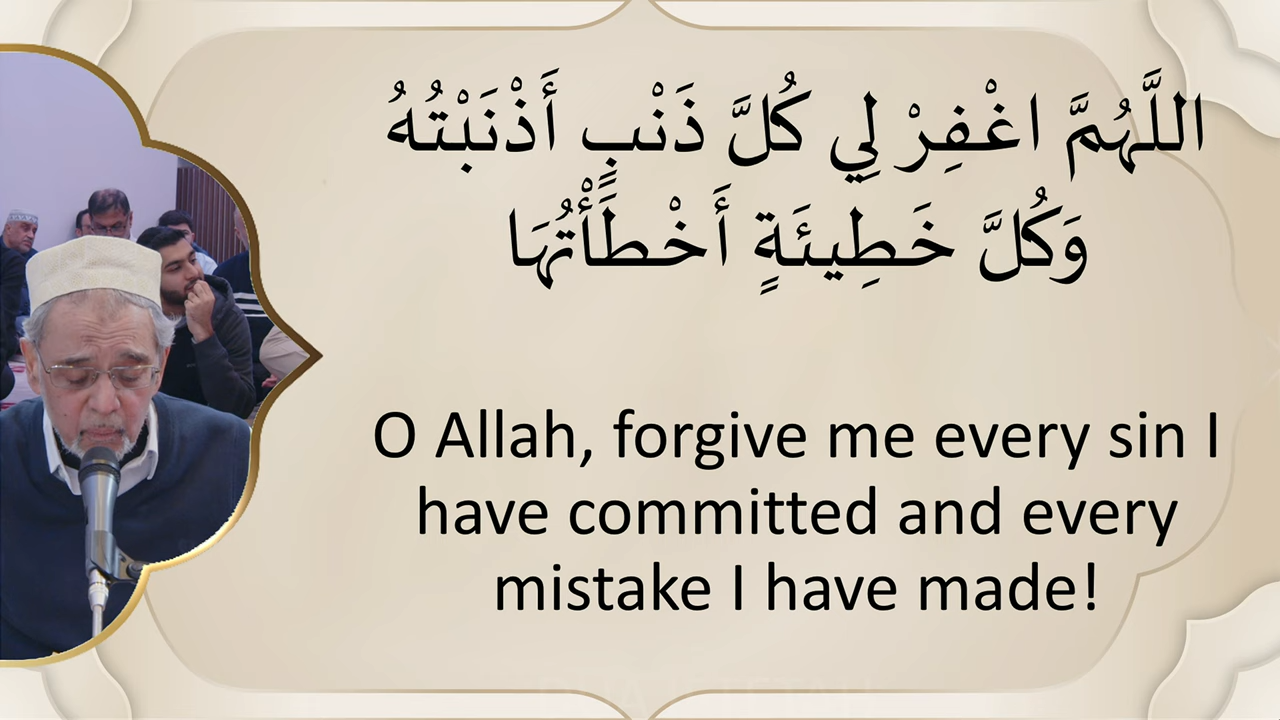 اللَّهُمَّ اغْفِرْ لِي كُلَّ ذَنْبٍ أَذْنَبْتُهُ
وَكُلَّ خَطِيئَةٍ أَخْطَأْتُهَا
O Allah, forgive me every sin I
have committed and every
mistake I have made!